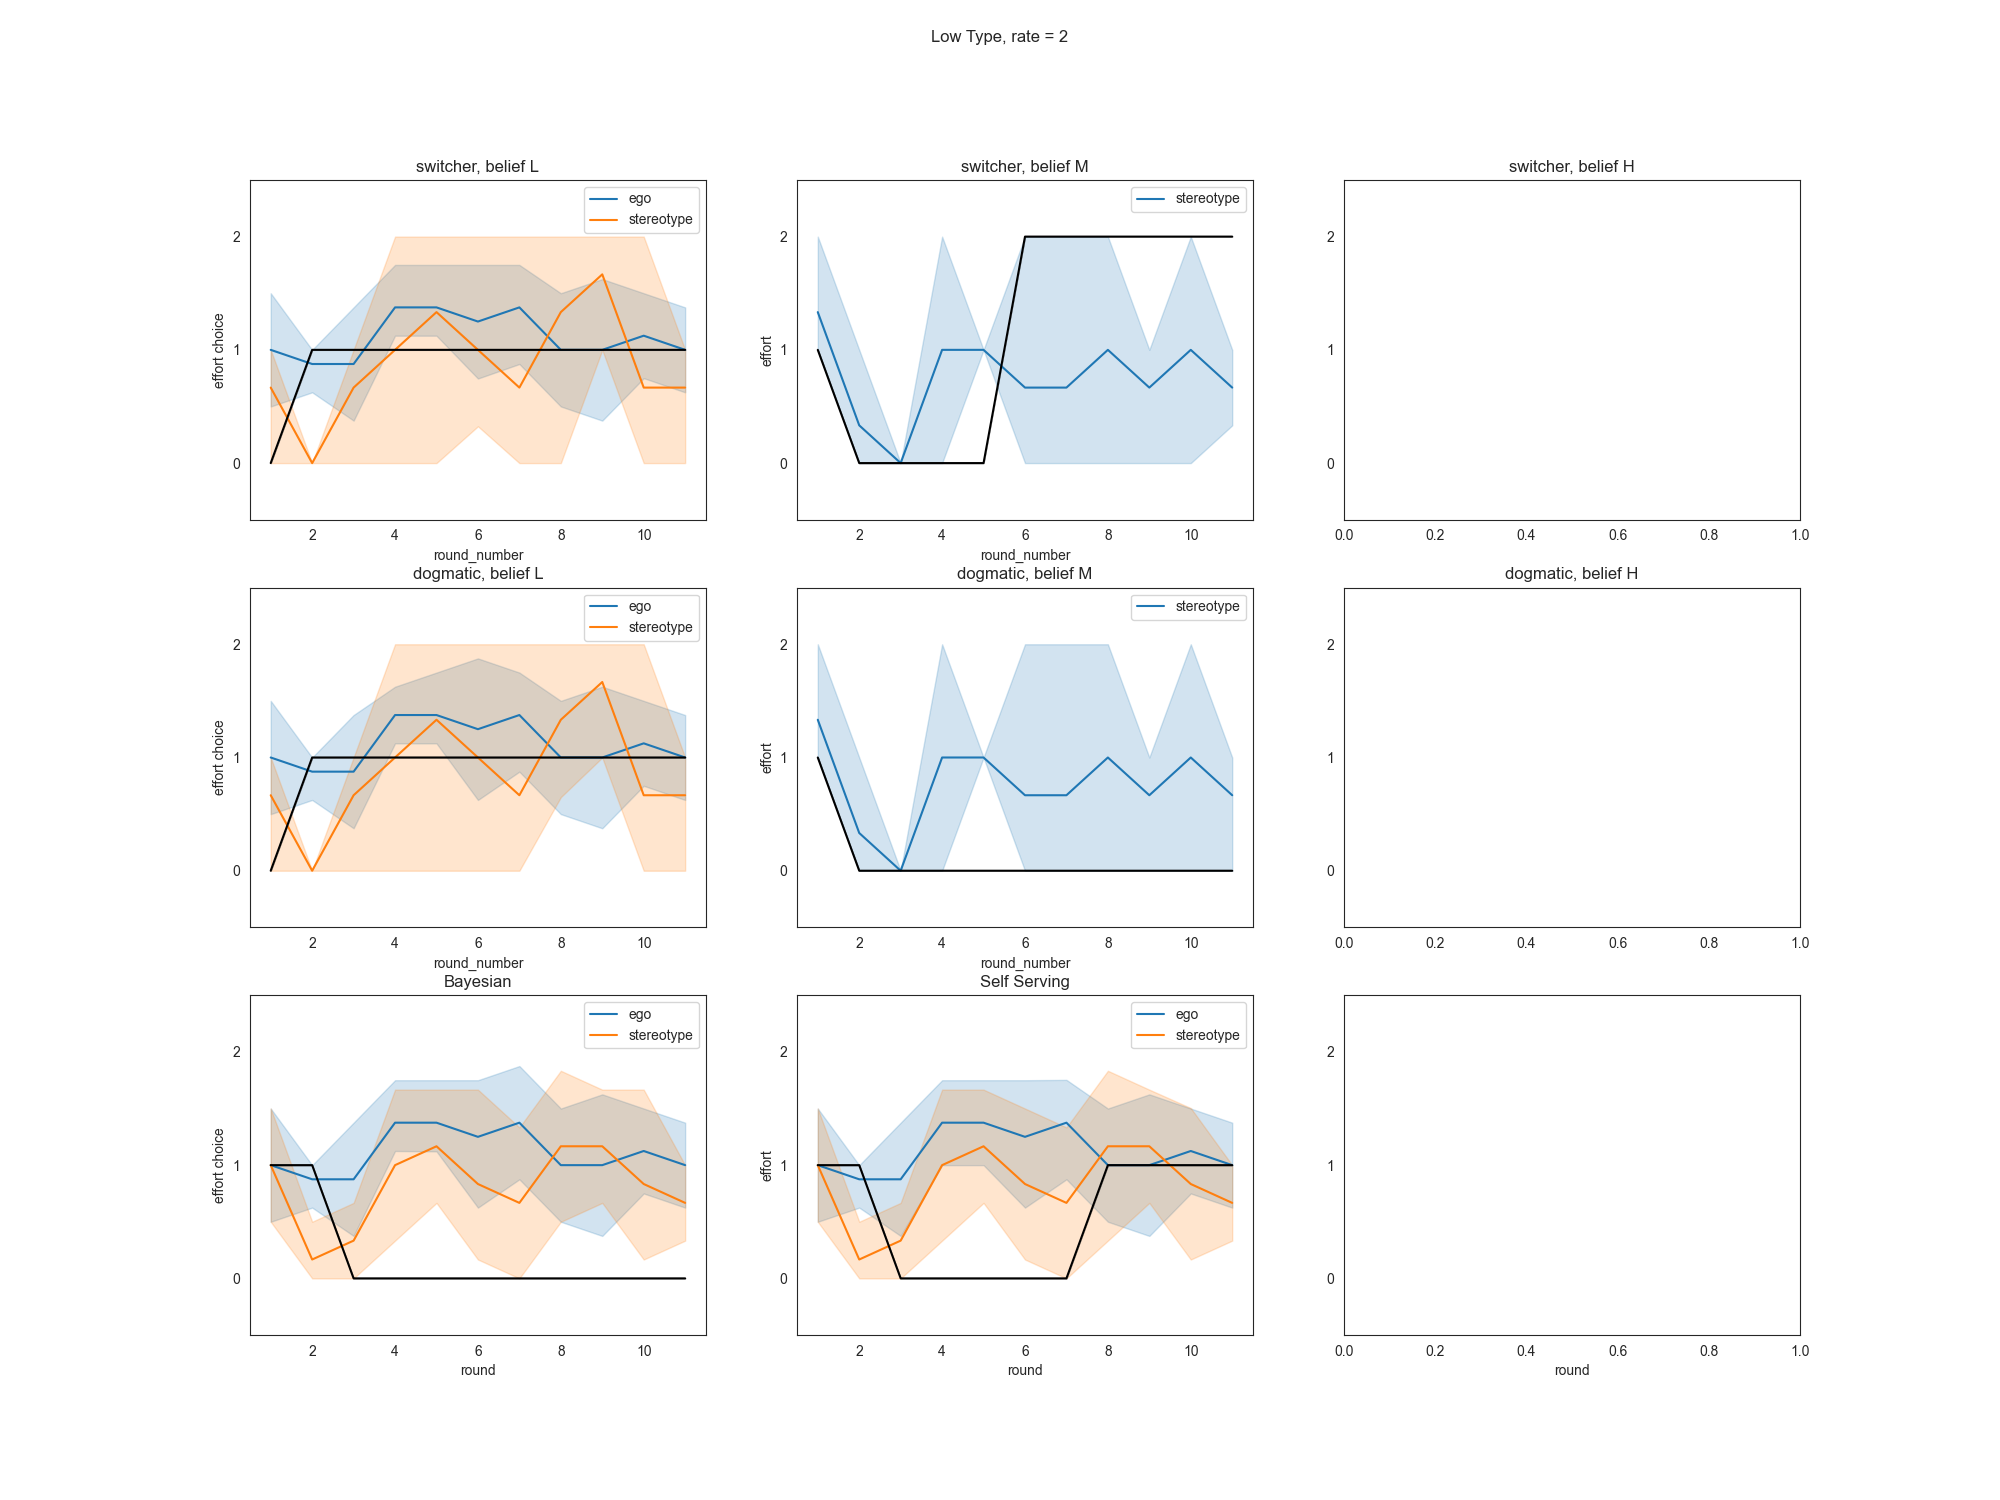 Low Type, rate = 2
switcher, belief L
ego
stereotype
2
1
0
effort choice
2 4 6 8 10
round_number
switcher, belief M
stereotype
2
1
0
effort
2 4 6 8 10
round_number
switcher, belief H
2
1
0
0.0 0.2 0.4 0.6 0.8 1.0
dogmatic, belief L
ego
stereotype
2
1
0
effort choice
2 4 6 8 10
round_number
dogmatic, belief M
stereotype
2
1
0
effort
2 4 6 8 10
round_number
dogmatic, belief H
2
1
0
0.0 0.2 0.4 0.6 0.8 1.0
Bayesian
ego
stereotype
2
1
0
effort choice
2 4 6 8 10
round
Self Serving
ego
stereotype
2
1
0
effort
2 4 6 8 10
round
2
1
0
0.0 0.2 0.4 0.6 0.8 1.0
round